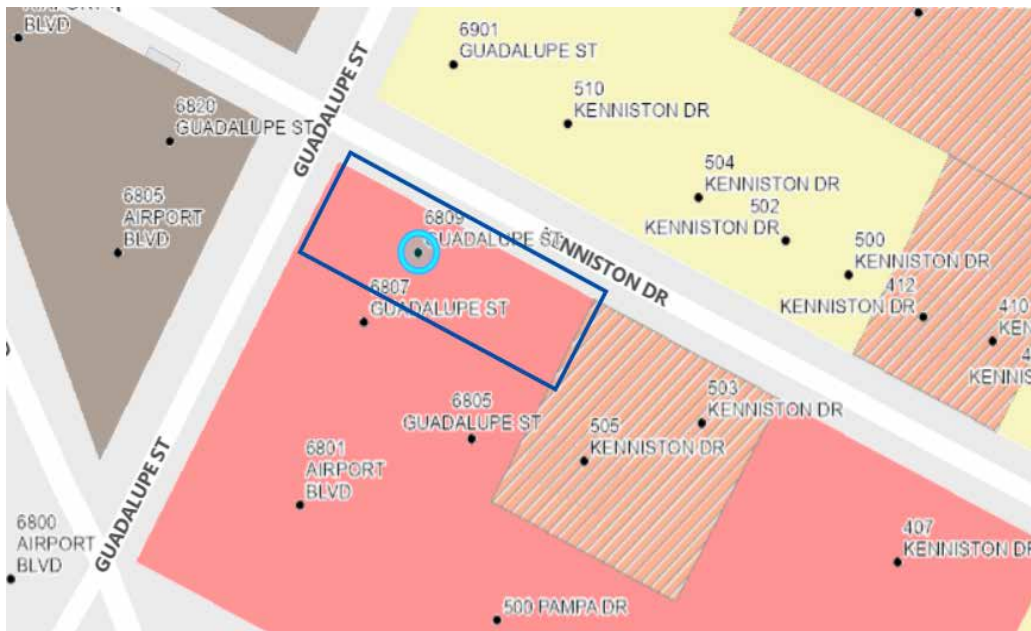 BLVD
6820
GUADALUPE ST
6805
AIRPORT
BLVD
GUADALUPE ST
6901
GUADALUPE ST
510
KENNISTON DR
504
KENNISTON DR
502
KENNISTON DR
500
KENNISTON DR
412
KENNISTON DR
410
KEN
KENNIS
6809
GUADALUPE ST
KENNISTON DR
6807
GUADALUPE ST
6805
GUADALUPE ST
503
KENNISTON DR
505
KENNISTON DR
6801
AIRPORT
BLVD
GUADALUPE ST
6800
AIRPORT
BLVD
407
KENNISTON DR
500 PAMPA DR